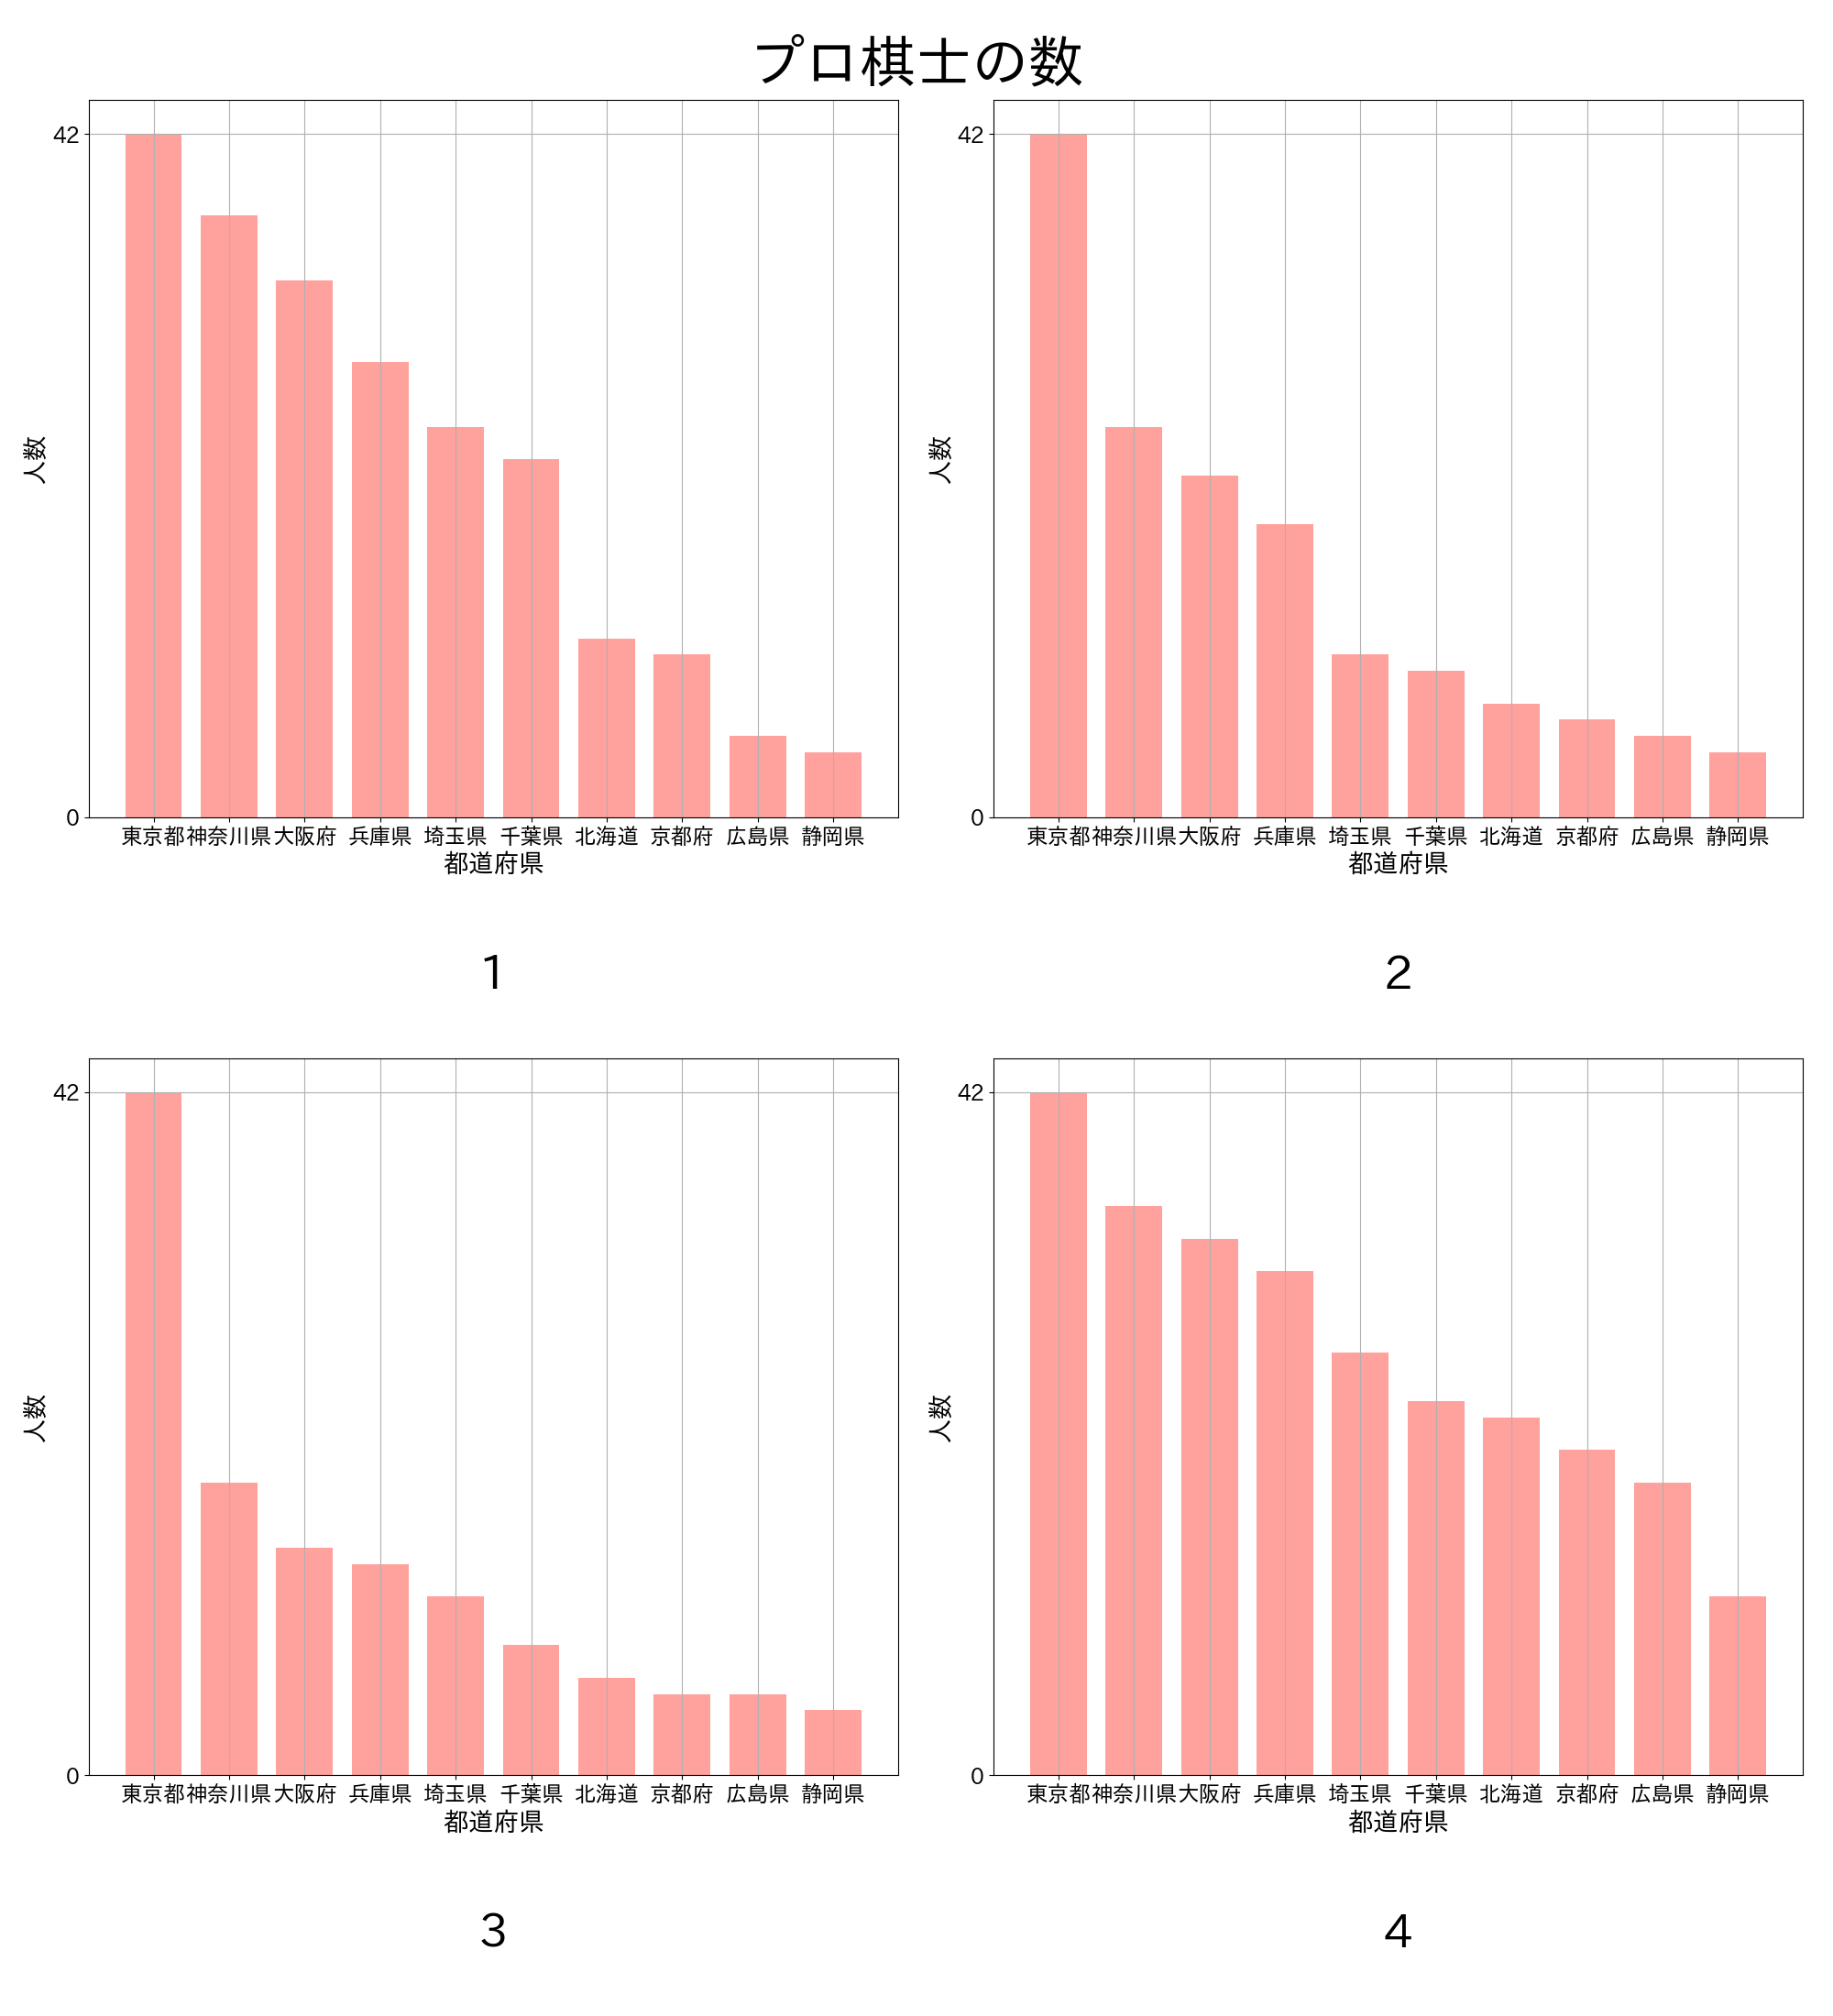 プロ棋士の数
42
0
人数
東京都 神奈川県 大阪府 兵庫県 埼玉県 千葉県 北海道 京都府 広島県 静岡県
都道府県
1
42
0
人数
東京都 神奈川県 大阪府 兵庫県 埼玉県 千葉県 北海道 京都府 広島県 静岡県
都道府県
2
42
0
人数
東京都 神奈川県 大阪府 兵庫県 埼玉県 千葉県 北海道 京都府 広島県 静岡県
都道府県
3
42
0
人数
東京都 神奈川県 大阪府 兵庫県 埼玉県 千葉県 北海道 京都府 広島県 静岡県
都道府県
4